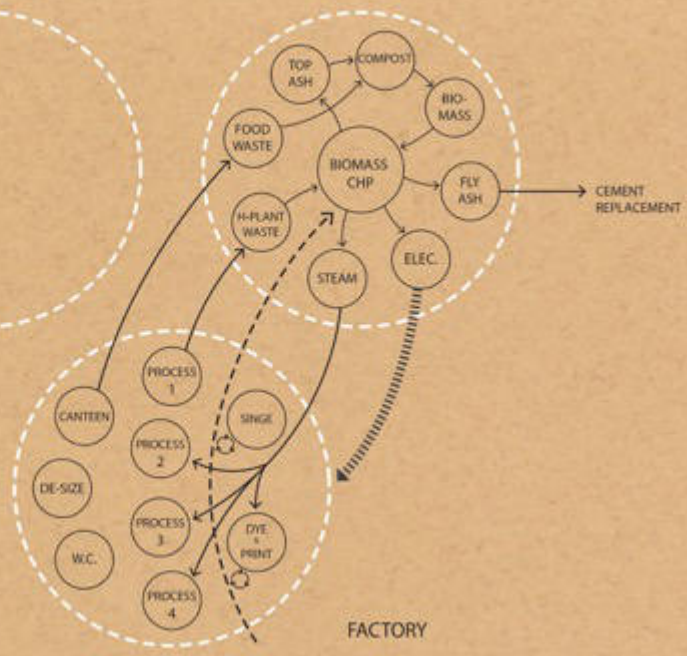 TOP
ASH
COMPOST
BIO-
MASS
FOOD
WASTE
BIOMASS
CHP
FLY
ASH
CEMENT
REPLACEMENT
H-PLANT
WASTE
STEAM
ELEC.
PROCESS
1
CANTEEN
SINGE
PROCESS
2
DE-SIZE
PROCESS
3
DYE
&
PRINT
W.C.
PROCESS
4
FACTORY